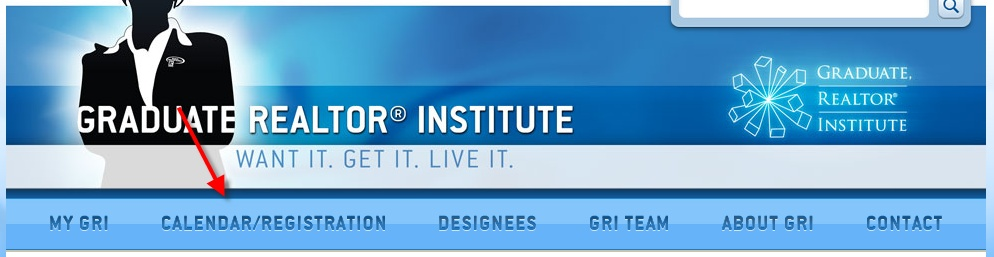 GRADUATE REALTOR® INSTITUTE
WANT IT. GET IT. LIVE IT.
GRADUATE,
REALTOR®
INSTITUTE
MY GRI CALENDAR/REGISTRATION DESIGNEES GRI TEAM ABOUT GRI CONTACT